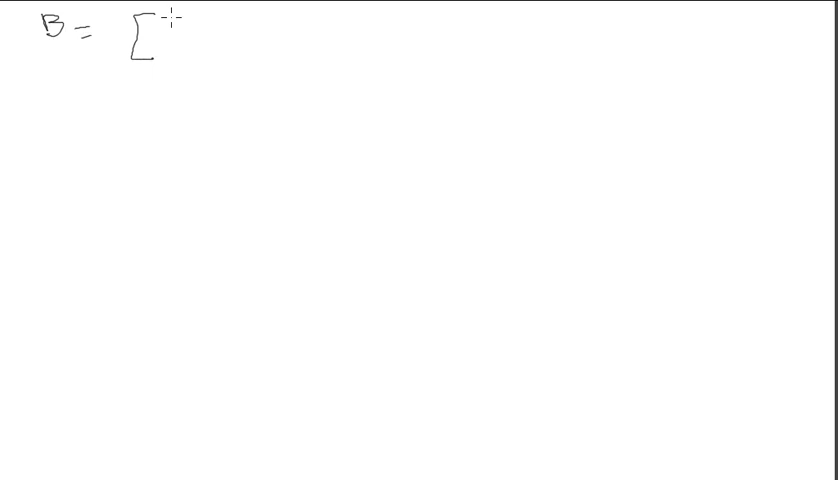 B = [